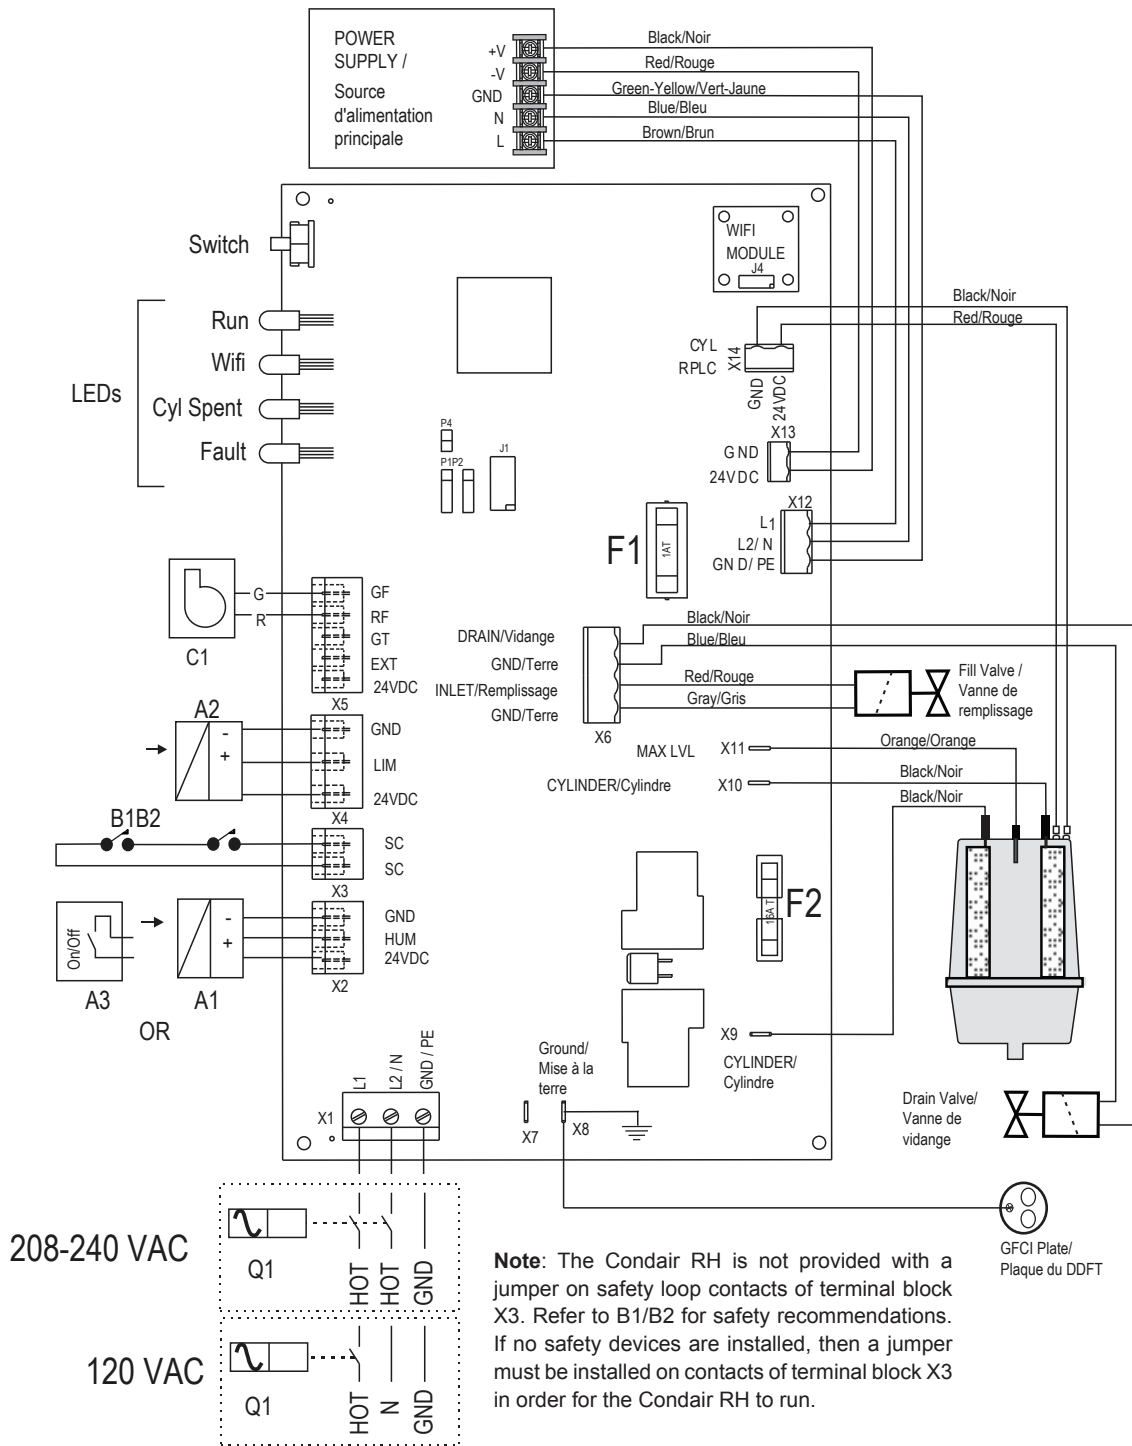 POWER
SUPPLY /
Source
d'alimentation
principale
+V
-V
GND
N
L
Black/Noir
Red/Rouge
Green-Yellow/Vert-Jaune
Blue/Bleu
Brown/Brun
Switch
LEDs
Run
Wifi
Cyl Spent
Fault
WIFI
MODULE
J4
Black/Noir
Red/Rouge
CYL
RPLC
X14
GND
24VDC
X13
GND
24VDC
X12
L1
L2/ N
GND/ PE
P4
P1P2
J1
F1
1AT
C1
G
R
GF
RF
GT
EXT
24VDC
X5
A2
-
+
GND
LIM
24VDC
X4
B1B2
SC
SC
X3
On/Off
A3
OR
A1
-
+
GND
HUM
24VDC
X2
DRAIN/Vidange
GND/Terre
INLET/Remplissage
GND/Terre
X6
Black/Noir
Blue/Bleu
Red/Rouge
Gray/Gris
Fill Valve /
Vanne de
remplissage
MAX LVL
X11
Orange/Orange
CYLINDER/Cylindre
X10
Black/Noir
Black/Noir
F2
16A T
X9
CYLINDER/
Cylindre
Ground/
Mise à la
terre
X7
X8
X1
L1
L2 / N
GND / PE
Drain Valve/
Vanne de
vidange
GFCI Plate/
Plaque du DDFT
208-240 VAC
Q1
HOT
HOT
GND
120 VAC
Q1
HOT
N
GND
Note: The Condair RH is not provided with a
jumper on safety loop contacts of terminal block
X3. Refer to B1/B2 for safety recommendations.
If no safety devices are installed, then a jumper
must be installed on contacts of terminal block X3
in order for the Condair RH to run.